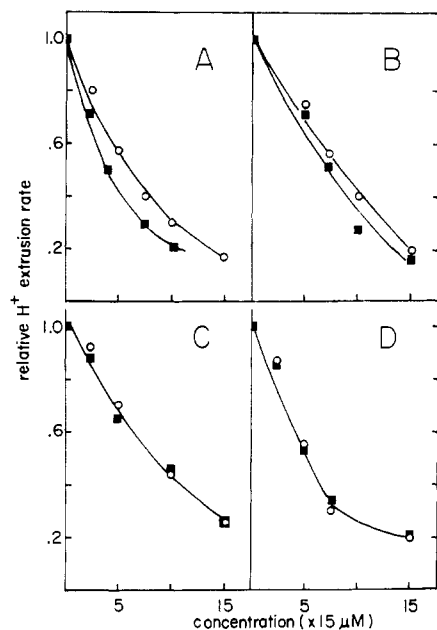 relative H⁺ extrusion rate
1.0
.6
.2
A
B
1.0
.6
.2
C
D
5
15
5
15
concentration (x 15 μM)